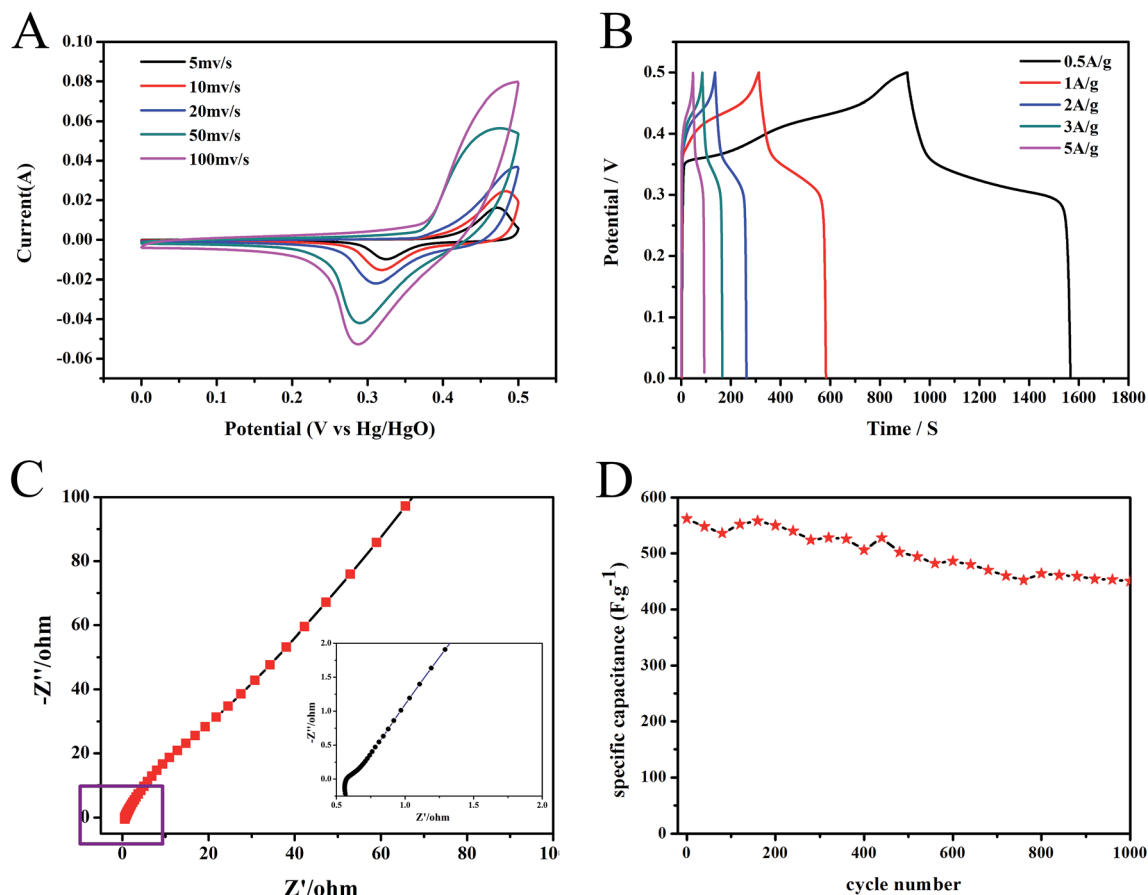 A
0.10
0.08
0.06
0.04
0.02
0.00
-0.02
-0.04
-0.06
Current(A)
5mv/s
10mv/s
20mv/s
50mv/s
100mv/s
0.0 0.1 0.2 0.3 0.4 0.5
Potential (V vs Hg/HgO)
B
0.5
0.4
0.3
0.2
0.1
0.0
Potential / V
0.5A/g
1A/g
2A/g
3A/g
5A/g
0 200 400 600 800 1000 1200 1400 1600 1800
Time / S
C
100
80
60
40
20
0
-Z''/ohm
0 20 40 60 80 10
Z'/ohm
2.0
1.5
1.0
0.5
0.0
-Z''/ohm
0.5 1.0 1.5 2.0
Z'/ohm
D
600
500
400
300
200
100
0
specific capacitance (F·g⁻¹)
0 200 400 600 800 1000
cycle number